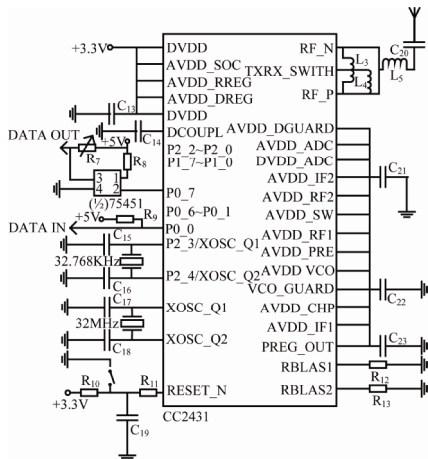 +3.3V
DVDD
AVDD_SOC
AVDD_RREG
AVDD_DREG
C13
DVDD
DCOUPL
C14
+5V
DATA OUT
R7
R8
P2_2~P2_0
P1_7~P1_0
3 1
4 2
(½)75451
P0_7
P0_6~P0_1
+5V
R9
DATA IN
P0_0
C15
P2_3/XOSC_Q1
32.768KHz
P2_4/XOSC_Q2
C16
C17
XOSC_Q1
32MHz
XOSC_Q2
C18
R10
R11
RESET_N
+3.3V
C19
CC2431
RF_N
TXRX_SWITH
RF_P
L3
L4
L5
C20
AVDD_DGUARD
AVDD_ADC
DVDD_ADC
AVDD_IF2
C21
AVDD_RF2
AVDD_SW
AVDD_RF1
AVDD_PRE
AVDD VCO
VCO_GUARD
C22
AVDD_CHP
AVDD_IF1
PREG_OUT
C23
RBLAS1
R12
RBLAS2
R13